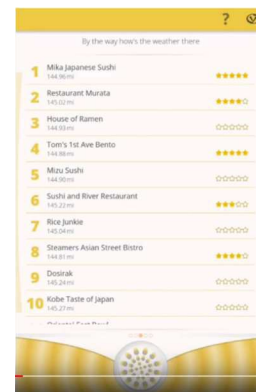 ?
By the way how's the weather there
1 Mika Japanese Sushi
144.96 mi
2 Restaurant Murata
145.02 mi
3 House of Ramen
144.93 mi
4 Tom's 1st Ave Bento
144.88 mi
5 Mizu Sushi
144.90 mi
6 Sushi and River Restaurant
145.22 mi
7 Rice Junkie
145.04 mi
8 Steamers Asian Street Bistro
144.81 mi
9 Dosirak
145.24 mi
10 Kobe Taste of Japan
145.27 mi